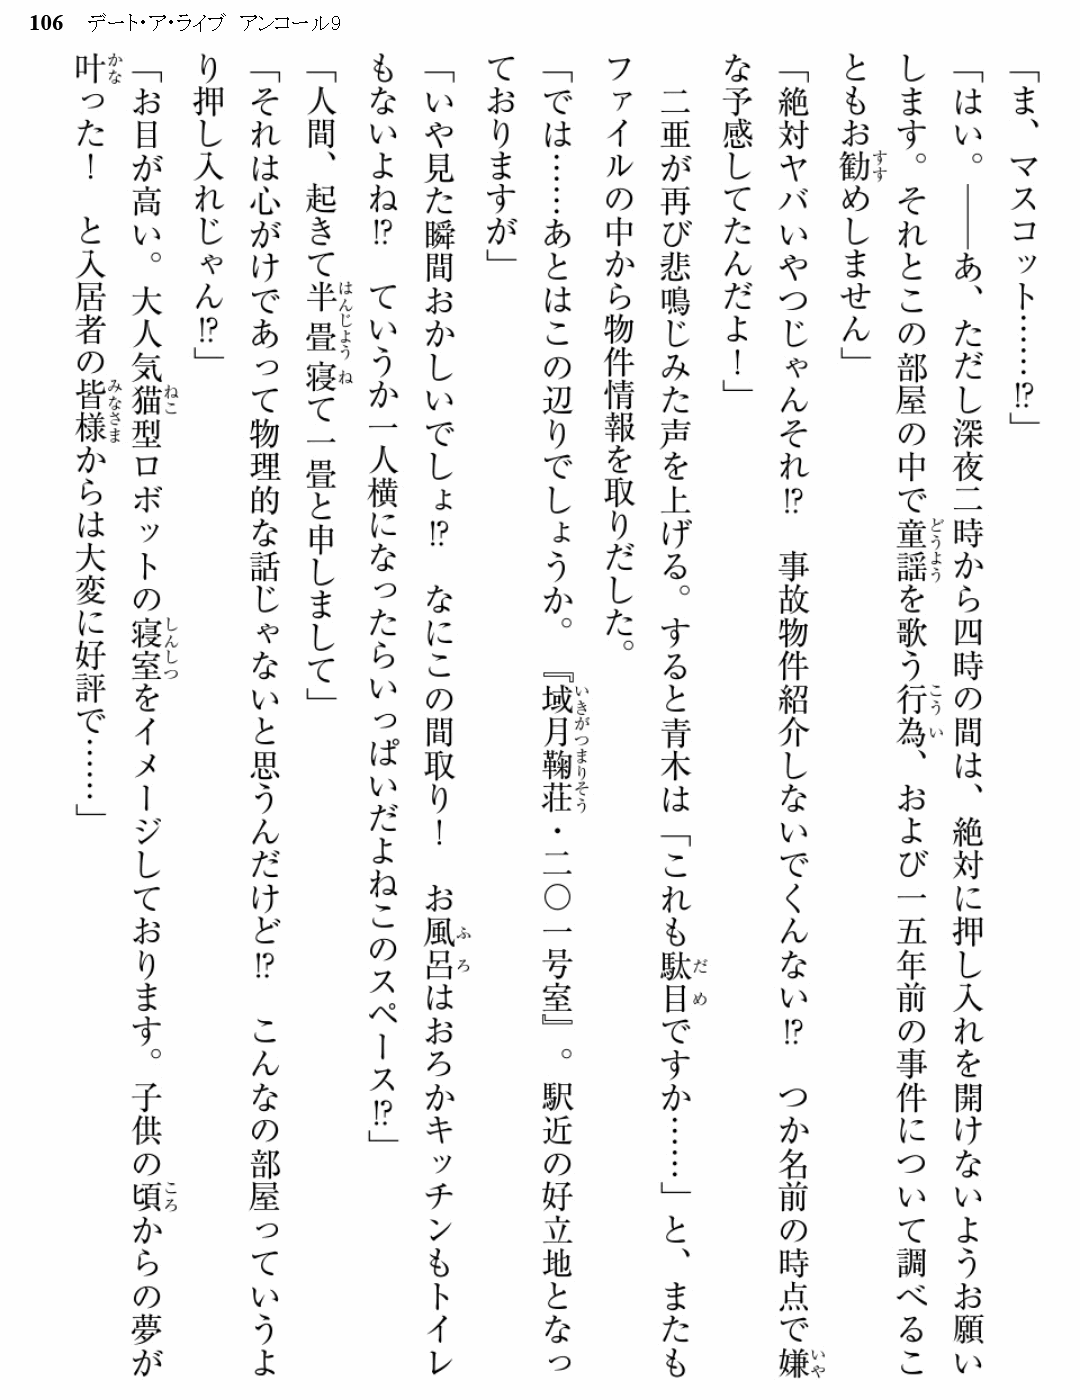 106 デート・ア・ライブ アンコール9
「ま、マスコット……!?」
「はい。――あ、ただし深夜二時から四時の間は、絶対に押し入れを開けないようお願い
します。それとこの部屋の中で童謡を歌う行為、および一五年前の事件について調べるこ
ともお勧めしません」
「絶対ヤバいやつじゃんそれ!? 事故物件紹介しないでくんない!? つか名前の時点で嫌
な予感してたんだよ！」
　二亜が再び悲鳴じみた声を上げる。すると青木は「これも駄目ですか……」と、またも
ファイルの中から物件情報を取りだした。
「では……あとはこの辺りでしょうか。『域月鞠荘・二〇一号室』。駅近の好立地となっ
ておりますが」
「いや見た瞬間おかしいでしょ!? なにこの間取り！　お風呂はおろかキッチンもトイレ
もないよね!? ていうか一人横になったらいっぱいだよねこのスペース!?」
「人間、起きて半畳寝て一畳と申しまして」
「それは心がけであって物理的な話じゃないと思うんだけど!? こんなの部屋っていうよ
り押し入れじゃん!?」
「お目が高い。大人気猫型ロボットの寝室をイメージしております。子供の頃からの夢が
叶った！　と入居者の皆様からは大変に好評で……」